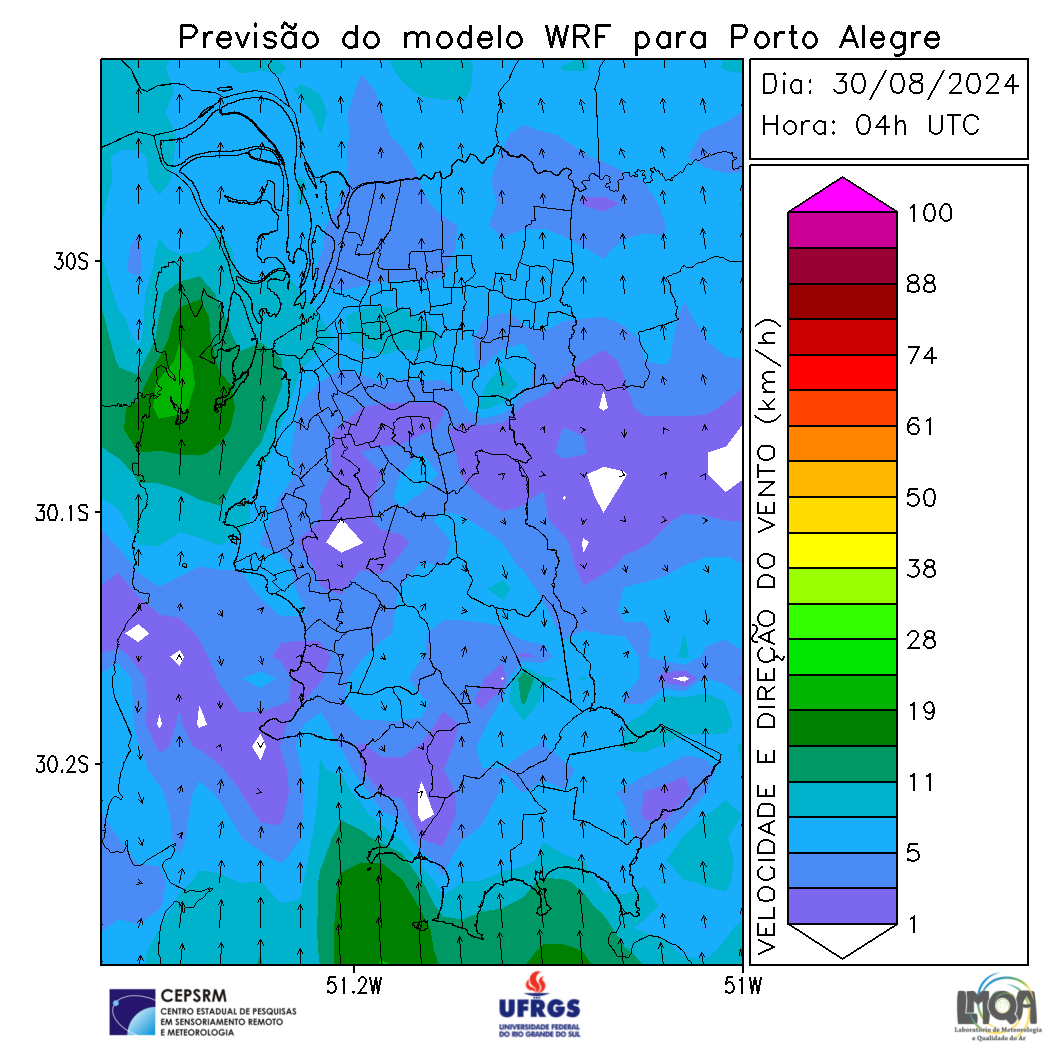 Previsão do modelo WRF para Porto Alegre
Dia: 30/08/2024
Hora: 04h UTC
30S
30.1S
30.2S
51.2W
51W
VELOCIDADE E DIREÇÃO DO VENTO (km/h)
100
88
74
61
50
38
28
19
11
5
1
CEPSRM
CENTRO ESTADUAL DE PESQUISAS
EM SENSORIAMENTO REMOTO
E METEOROLOGIA
UFRGS
UNIVERSIDADE FEDERAL
DO RIO GRANDE DO SUL
LMQA
Laboratório de Meteorologia
e Qualidade do Ar